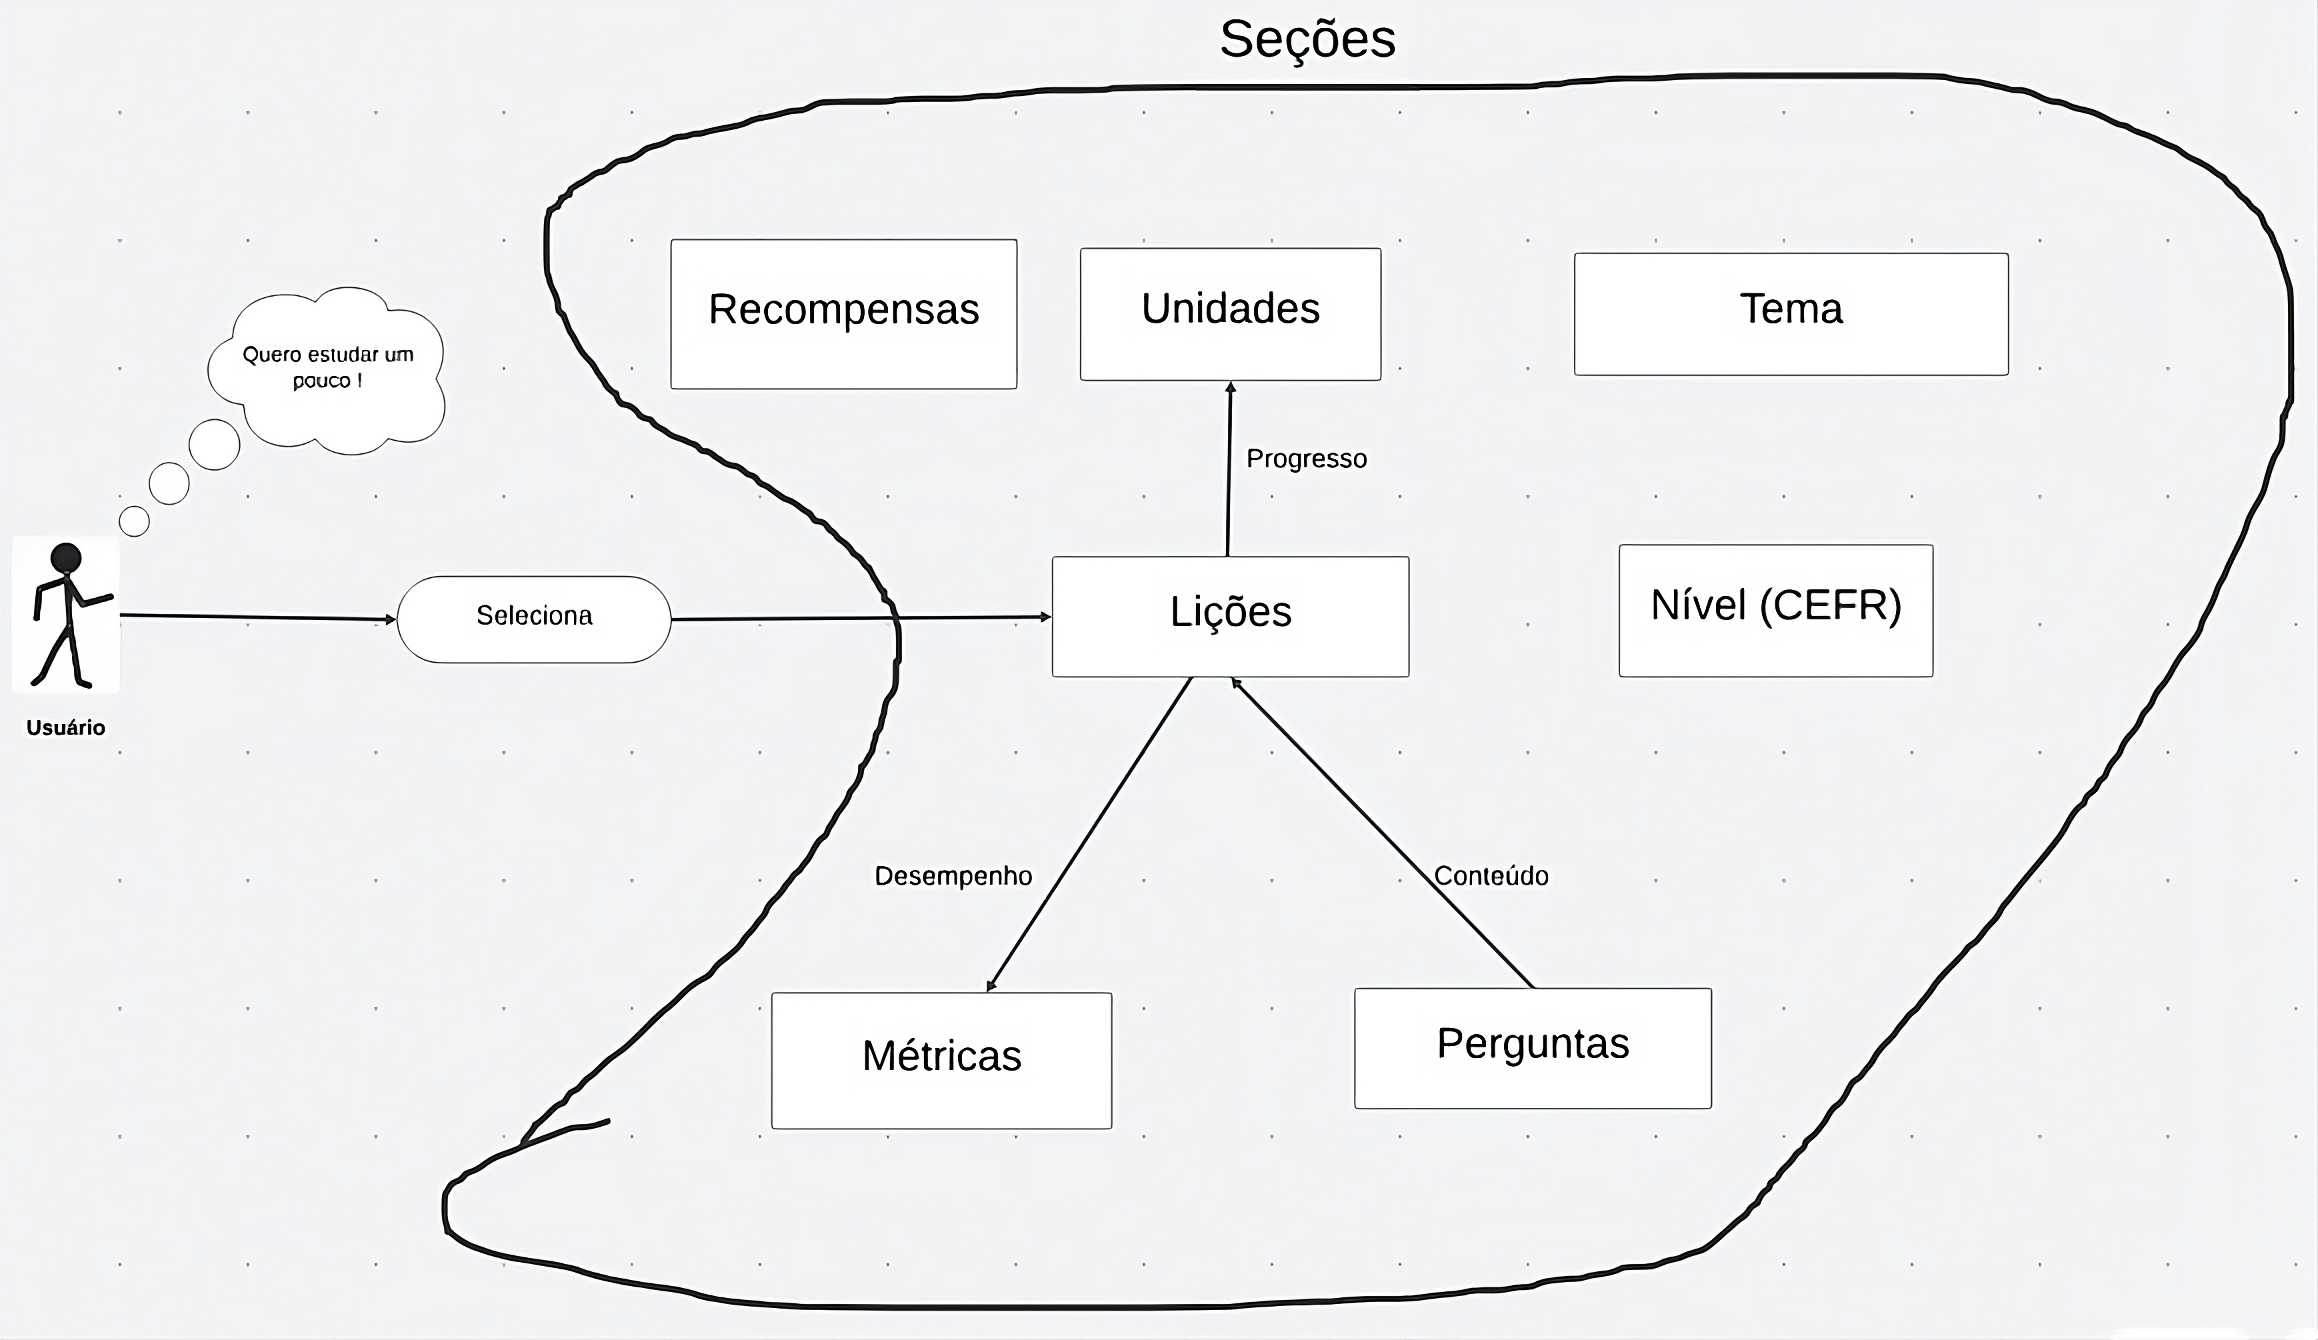 Seções
Recompensas
Unidades
Tema
Quero estudar um
pouco !
Progresso
Usuário
Seleciona
Lições
Nível (CEFR)
Desempenho
Conteúdo
Métricas
Perguntas